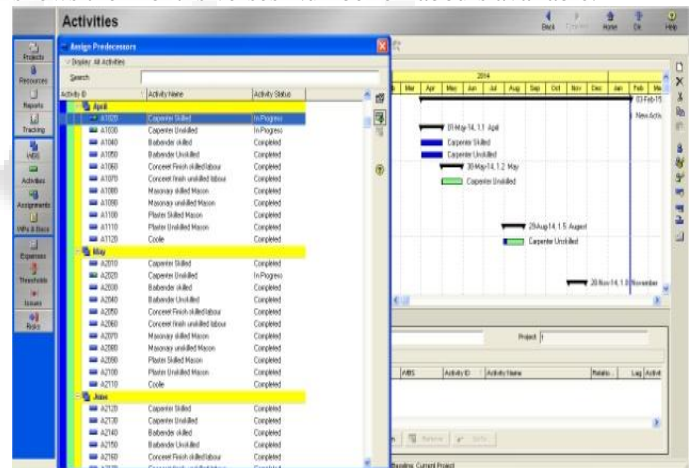 Activities
Back
Home
Dir
Help
Assign Predecessors
Display: All Activities
Search
Activity ID Activity Name Activity Status
April
A1020 Carpenter Skilled In Progress
A1030 Carpenter Unskilled In Progress
A1040 Barbender skilled Completed
A1050 Barbender Unskilled Completed
A1060 Conceret Finish skilled labour Completed
A1070 Conceret finish unskilled labour Completed
A1080 Masonary skilled Mason Completed
A1090 Masonary unskilled Mason Completed
A1100 Plaster Skilled Mason Completed
A1110 Plaster Unskilled Mason Completed
A1120 Coolie Completed
May
A2010 Carpenter Skilled Completed
A2020 Carpenter Unskilled In Progress
A2030 Barbender skilled Completed
A2040 Barbender Unskilled Completed
A2050 Conceret Finish skilled labour Completed
A2060 Conceret finish unskilled labour Completed
A2070 Masonary skilled Mason Completed
A2080 Masonary unskilled Mason Completed
A2090 Plaster Skilled Mason Completed
A2100 Plaster Unskilled Mason Completed
A2110 Coolie Completed
June
A2120 Carpenter Skilled Completed
A2130 Carpenter Unskilled Completed
A2140 Barbender skilled Completed
A2150 Barbender Unskilled Completed
A2160 Conceret Finish skilled labour Completed
Projects
Resources
Reports
Tracking
WBS
Activities
Assignments
WPs & Docs
Expenses
Thresholds
Issues
Risks
2014
Mar Apr May Jun Jul Aug Sep Oct Nov Dec Jan Feb
03-Feb-15
New Activ
01-May-14, 1.1 April
Carpenter Skilled
Carpenter Unskilled
30-May-14, 1.2 May
Carpenter Unskilled
29-Aug-14, 1.5 August
Carpenter Unskilled
28-Nov-14, 1.8 November
Project 1
WBS Activity ID Activity Name Relatio... Lag Activit
Current Project